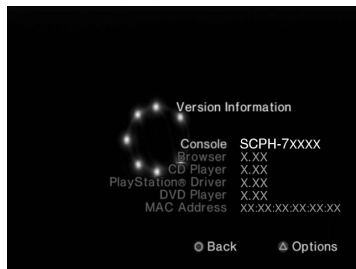 Version Information
Console SCPH-7XXXX
Browser X.XX
CD Player X.XX
PlayStation® Driver X.XX
DVD Player X.XX
MAC Address XX:XX:XX:XX:XX:XX
Back Options